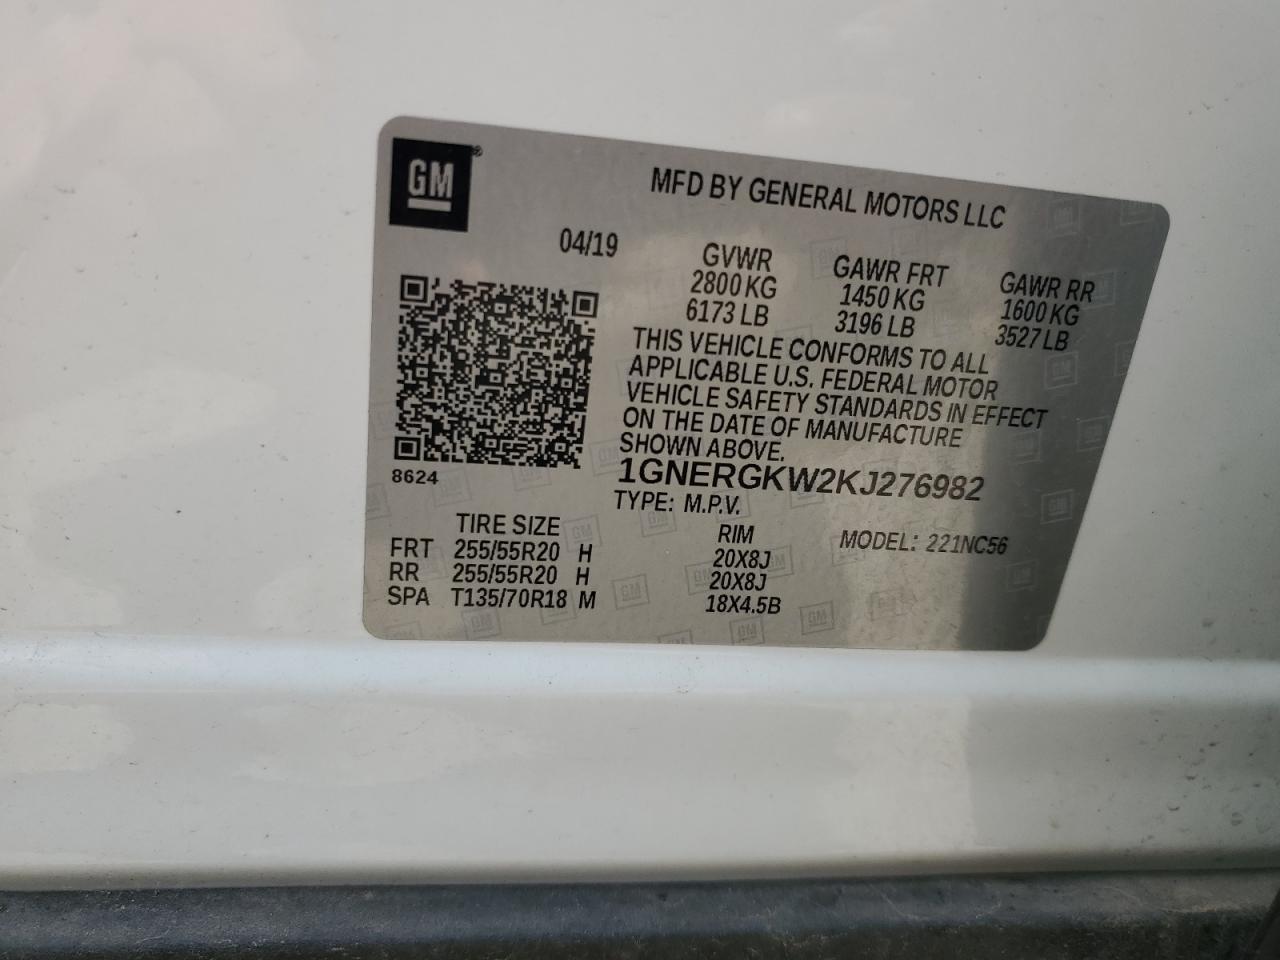 GM
®
MFD BY GENERAL MOTORS LLC
04/19
GVWR
2800 KG
6173 LB
GAWR FRT
1450 KG
3196 LB
GAWR RR
1600 KG
3527 LB
THIS VEHICLE CONFORMS TO ALL
APPLICABLE U.S. FEDERAL MOTOR
VEHICLE SAFETY STANDARDS IN EFFECT
ON THE DATE OF MANUFACTURE
SHOWN ABOVE.
8624
1GNERGKW2KJ276982
TYPE: M.P.V.
MODEL: 221NC56
TIRE SIZE RIM
FRT 255/55R20 H 20X8J
RR 255/55R20 H 20X8J
SPA T135/70R18 M 18X4.5B